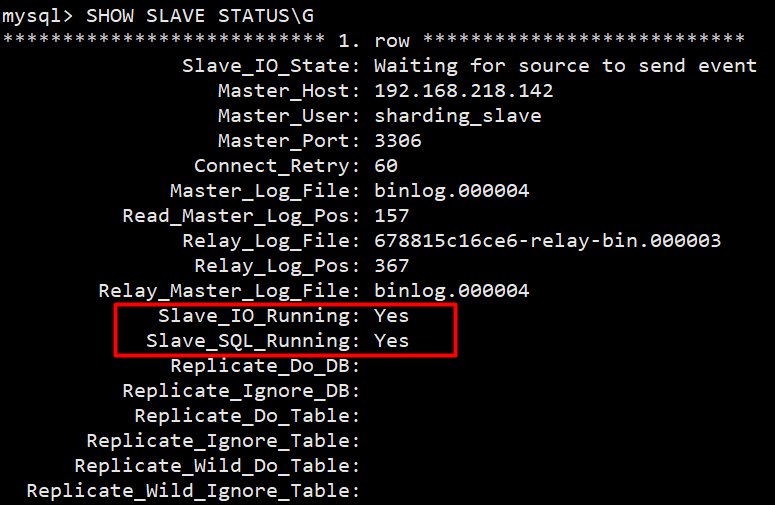 mysql> SHOW SLAVE STATUS\G
*************************** 1. row ***************************
Slave_IO_State: Waiting for source to send event
Master_Host: 192.168.218.142
Master_User: sharding_slave
Master_Port: 3306
Connect_Retry: 60
Master_Log_File: binlog.000004
Read_Master_Log_Pos: 157
Relay_Log_File: 678815c16ce6-relay-bin.000003
Relay_Log_Pos: 367
Relay_Master_Log_File: binlog.000004
Slave_IO_Running: Yes
Slave_SQL_Running: Yes
Replicate_Do_DB:
Replicate_Ignore_DB:
Replicate_Do_Table:
Replicate_Ignore_Table:
Replicate_Wild_Do_Table:
Replicate_Wild_Ignore_Table: